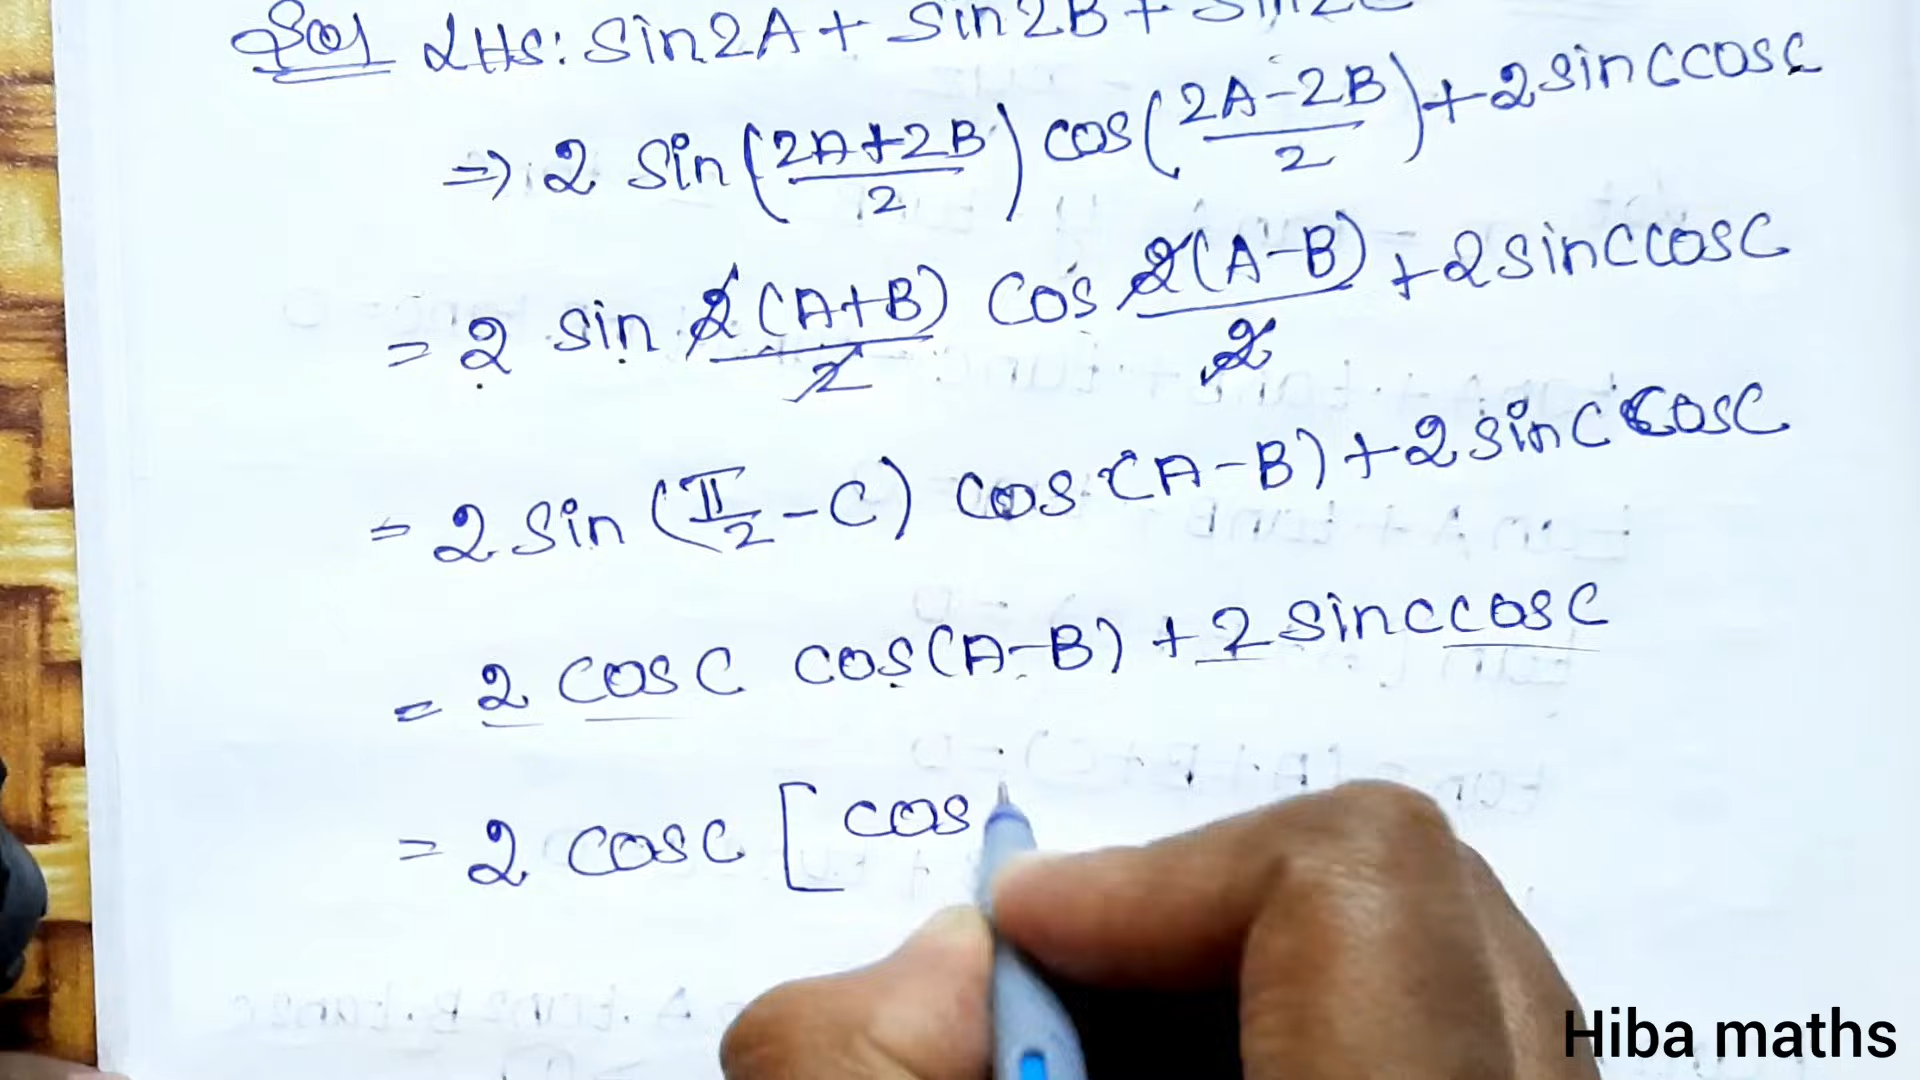 Sol LHS: Sin2A + Sin2B + Sin2C
⇒ 2 Sin (2A+2B/2) cos (2A-2B/2) + 2 sinc cosc
= 2 sin 2(A+B)/2 cos 2(A-B)/2 + 2 sinc cosc
= 2 sin (π/2 - C) cos (A-B) + 2 sinc cosc
= 2 cosc cos(A-B) + 2 sinc cosc
= 2 cosc [cos
Hiba maths